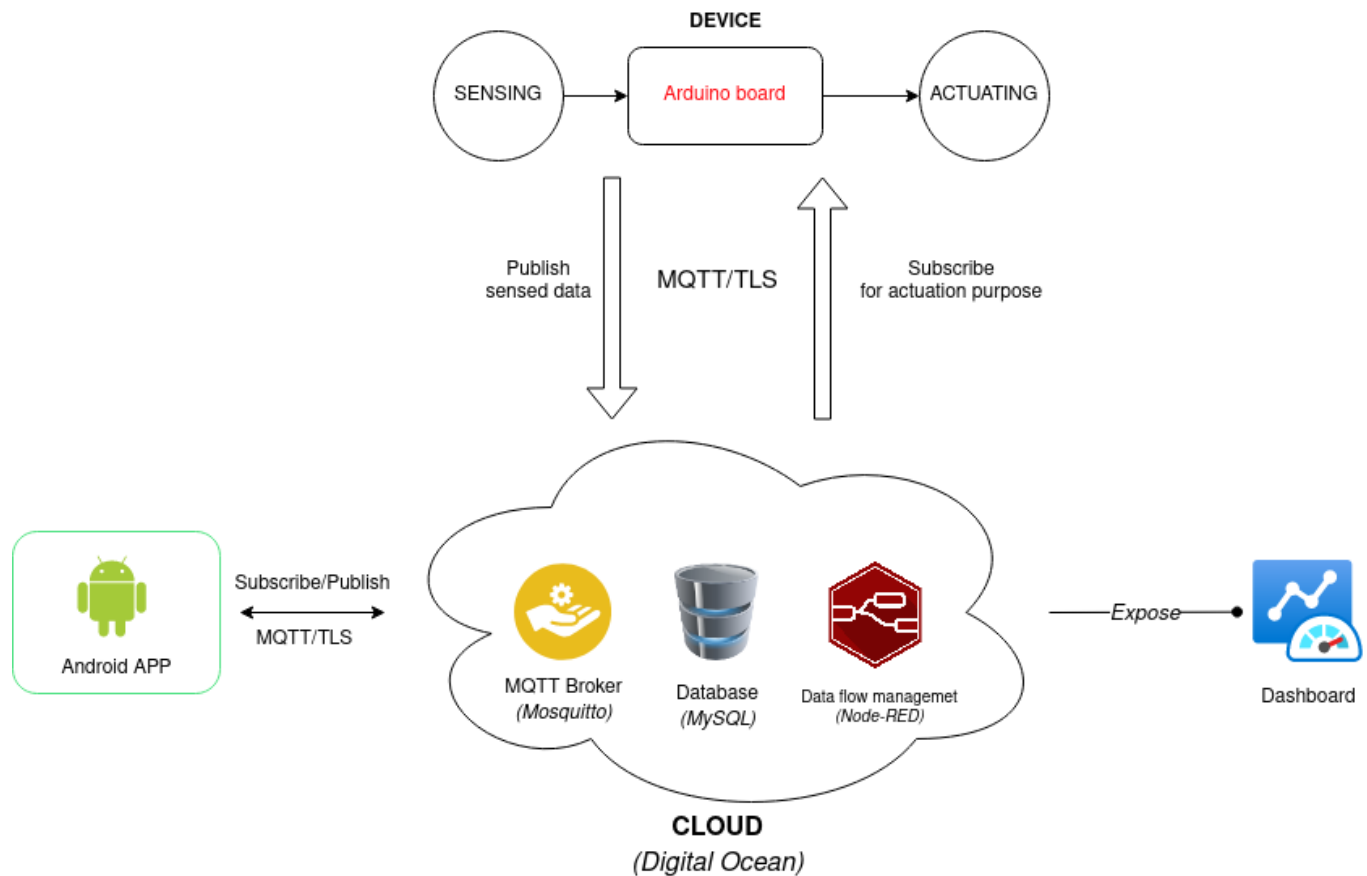 DEVICE
SENSING
Arduino board
ACTUATING
Publish
sensed data
MQTT/TLS
Subscribe
for actuation purpose
Subscribe/Publish
MQTT/TLS
Android APP
MQTT Broker
(Mosquitto)
Database
(MySQL)
Data flow managemet
(Node-RED)
Expose
Dashboard
CLOUD
(Digital Ocean)